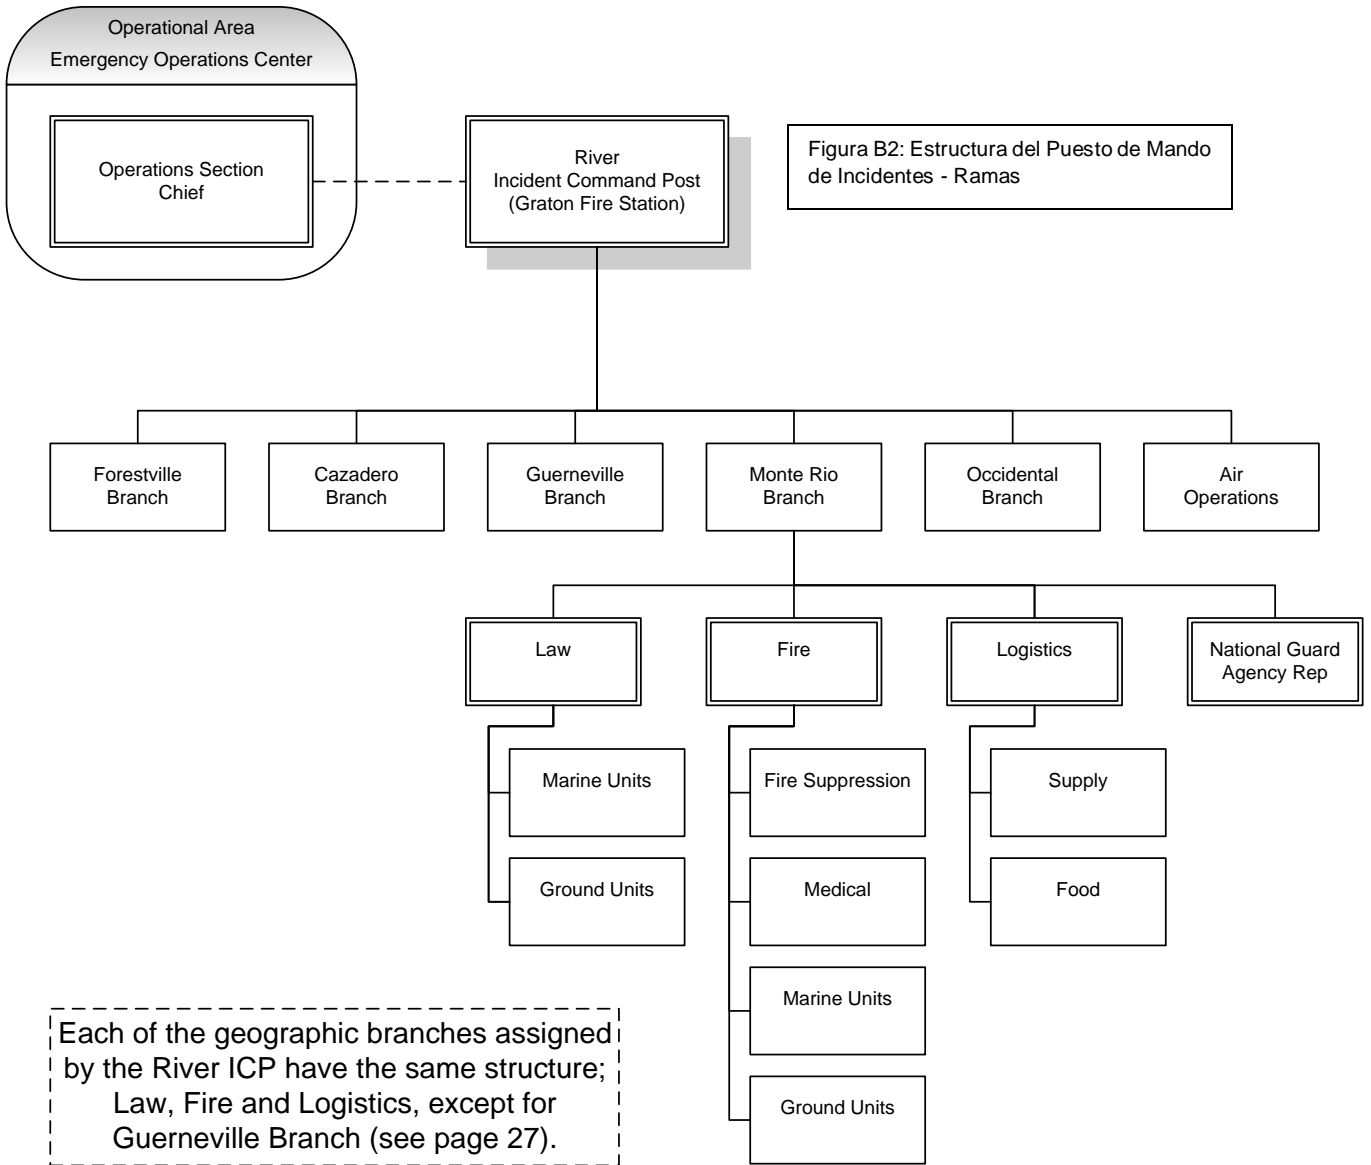 Operational Area
Emergency Operations Center
Operations Section
Chief
River
Incident Command Post
(Graton Fire Station)
Figura B2: Estructura del Puesto de Mando
de Incidentes - Ramas
Forestville
Branch
Cazadero
Branch
Guerneville
Branch
Monte Rio
Branch
Occidental
Branch
Air
Operations
Law
Fire
Logistics
National Guard
Agency Rep
Marine Units
Ground Units
Fire Suppression
Medical
Marine Units
Ground Units
Supply
Food
Each of the geographic branches assigned
by the River ICP have the same structure;
Law, Fire and Logistics, except for
Guerneville Branch (see page 27).